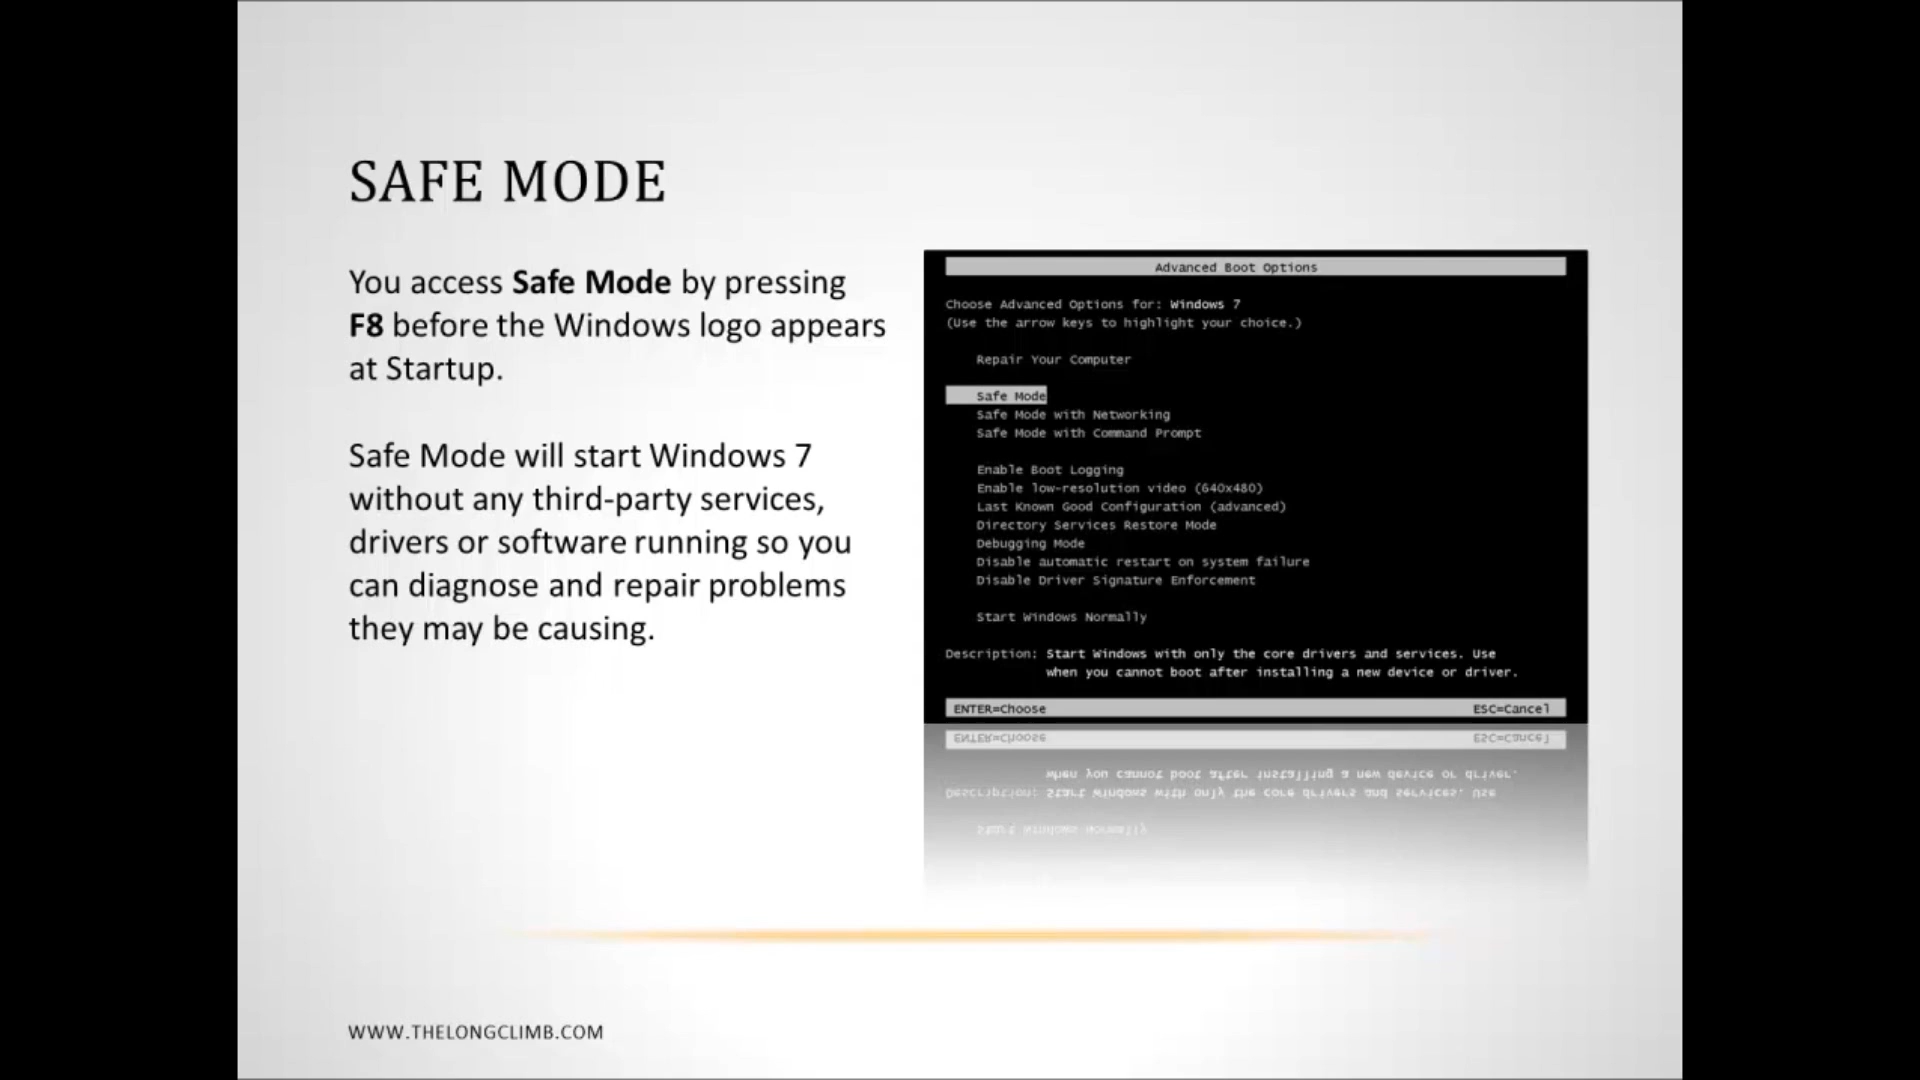 SAFE MODE
You access Safe Mode by pressing
F8 before the Windows logo appears
at Startup.
Safe Mode will start Windows 7
without any third-party services,
drivers or software running so you
can diagnose and repair problems
they may be causing.
Advanced Boot Options
Choose Advanced Options for: Windows 7
(Use the arrow keys to highlight your choice.)
Repair Your Computer
Safe Mode
Safe Mode with Networking
Safe Mode with Command Prompt
Enable Boot Logging
Enable low-resolution video (640x480)
Last Known Good Configuration (advanced)
Directory Services Restore Mode
Debugging Mode
Disable automatic restart on system failure
Disable Driver Signature Enforcement
Start Windows Normally
Description: Start Windows with only the core drivers and services. Use
when you cannot boot after installing a new device or driver.
ENTER=Choose ESC=Cancel
WWW.THELONGCLIMB.COM